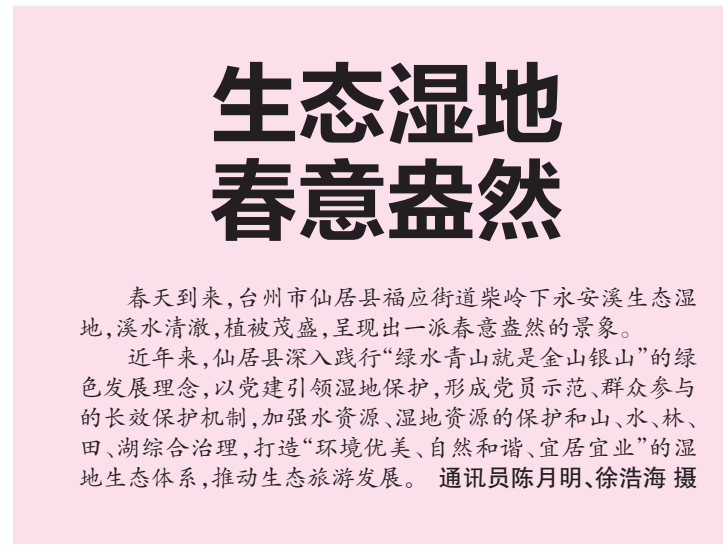 生态湿地
春意盎然
春天到来,台州市仙居县福应街道柴岭下永安溪生态湿
地,溪水清澈,植被茂盛,呈现出一派春意盎然的景象。
近年来,仙居县深入践行“绿水青山就是金山银山”的绿
色发展理念,以党建引领湿地保护,形成党员示范、群众参与
的长效保护机制,加强水资源、湿地资源的保护和山、水、林、
田、湖综合治理,打造“环境优美、自然和谐、宜居宜业”的湿
地生态体系,推动生态旅游发展。 通讯员陈月明、徐浩海 摄